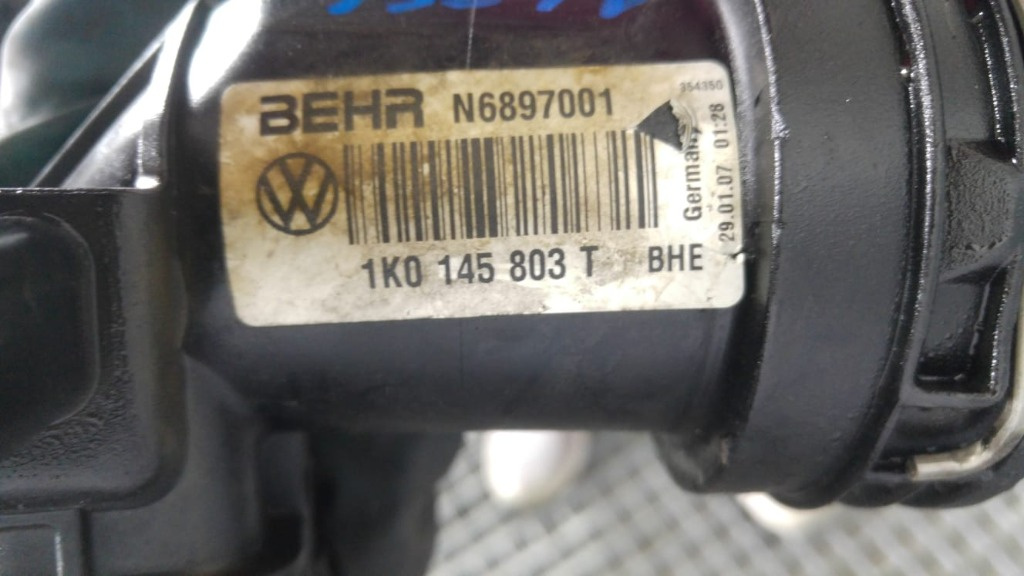 BEHR N6897001
354350
Germany
29.01.07 01:28
1K0 145 803 T BHE